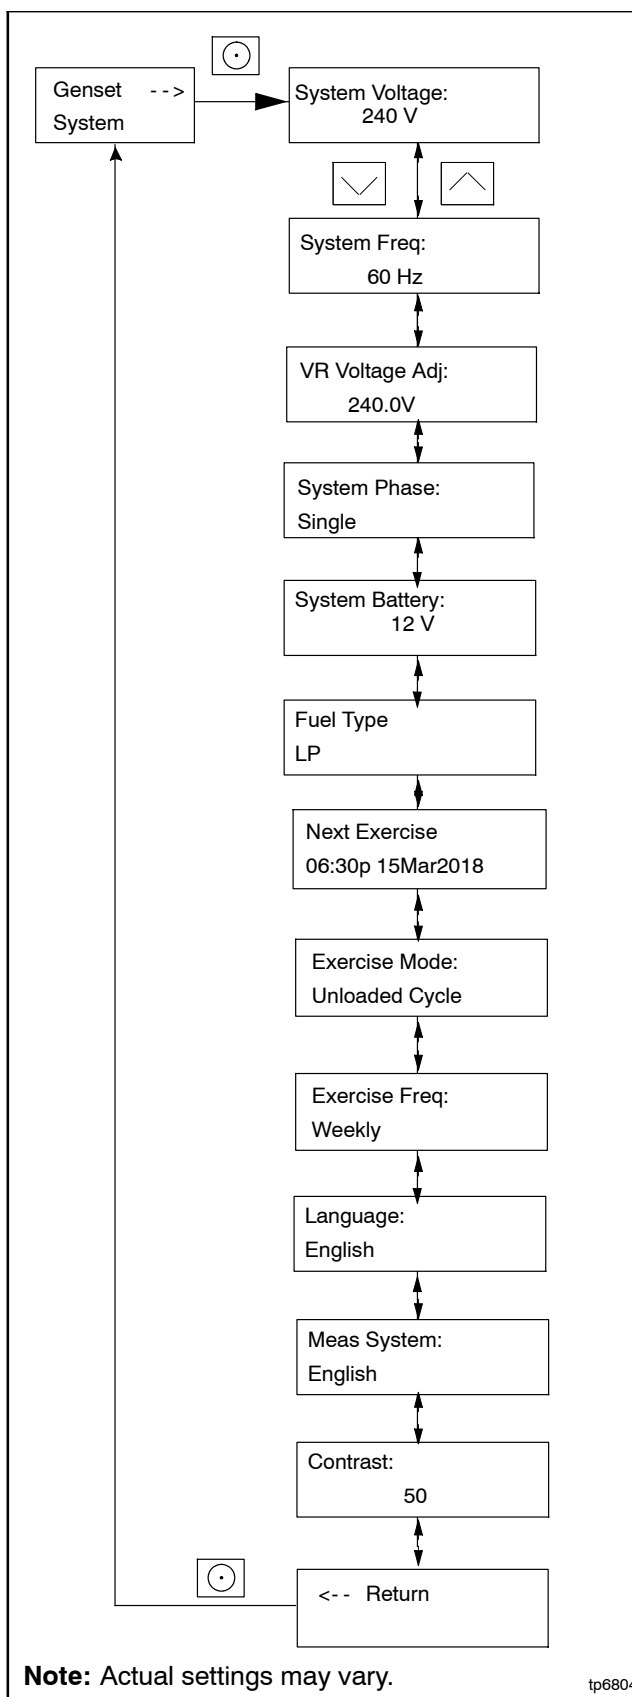 Genset -->
System
System Voltage:
240 V
System Freq:
60 Hz
VR Voltage Adj:
240.0V
System Phase:
Single
System Battery:
12 V
Fuel Type
LP
Next Exercise
06:30p 15Mar2018
Exercise Mode:
Unloaded Cycle
Exercise Freq:
Weekly
Language:
English
Meas System:
English
Contrast:
50
<-- Return
Note: Actual settings may vary.
tp6804